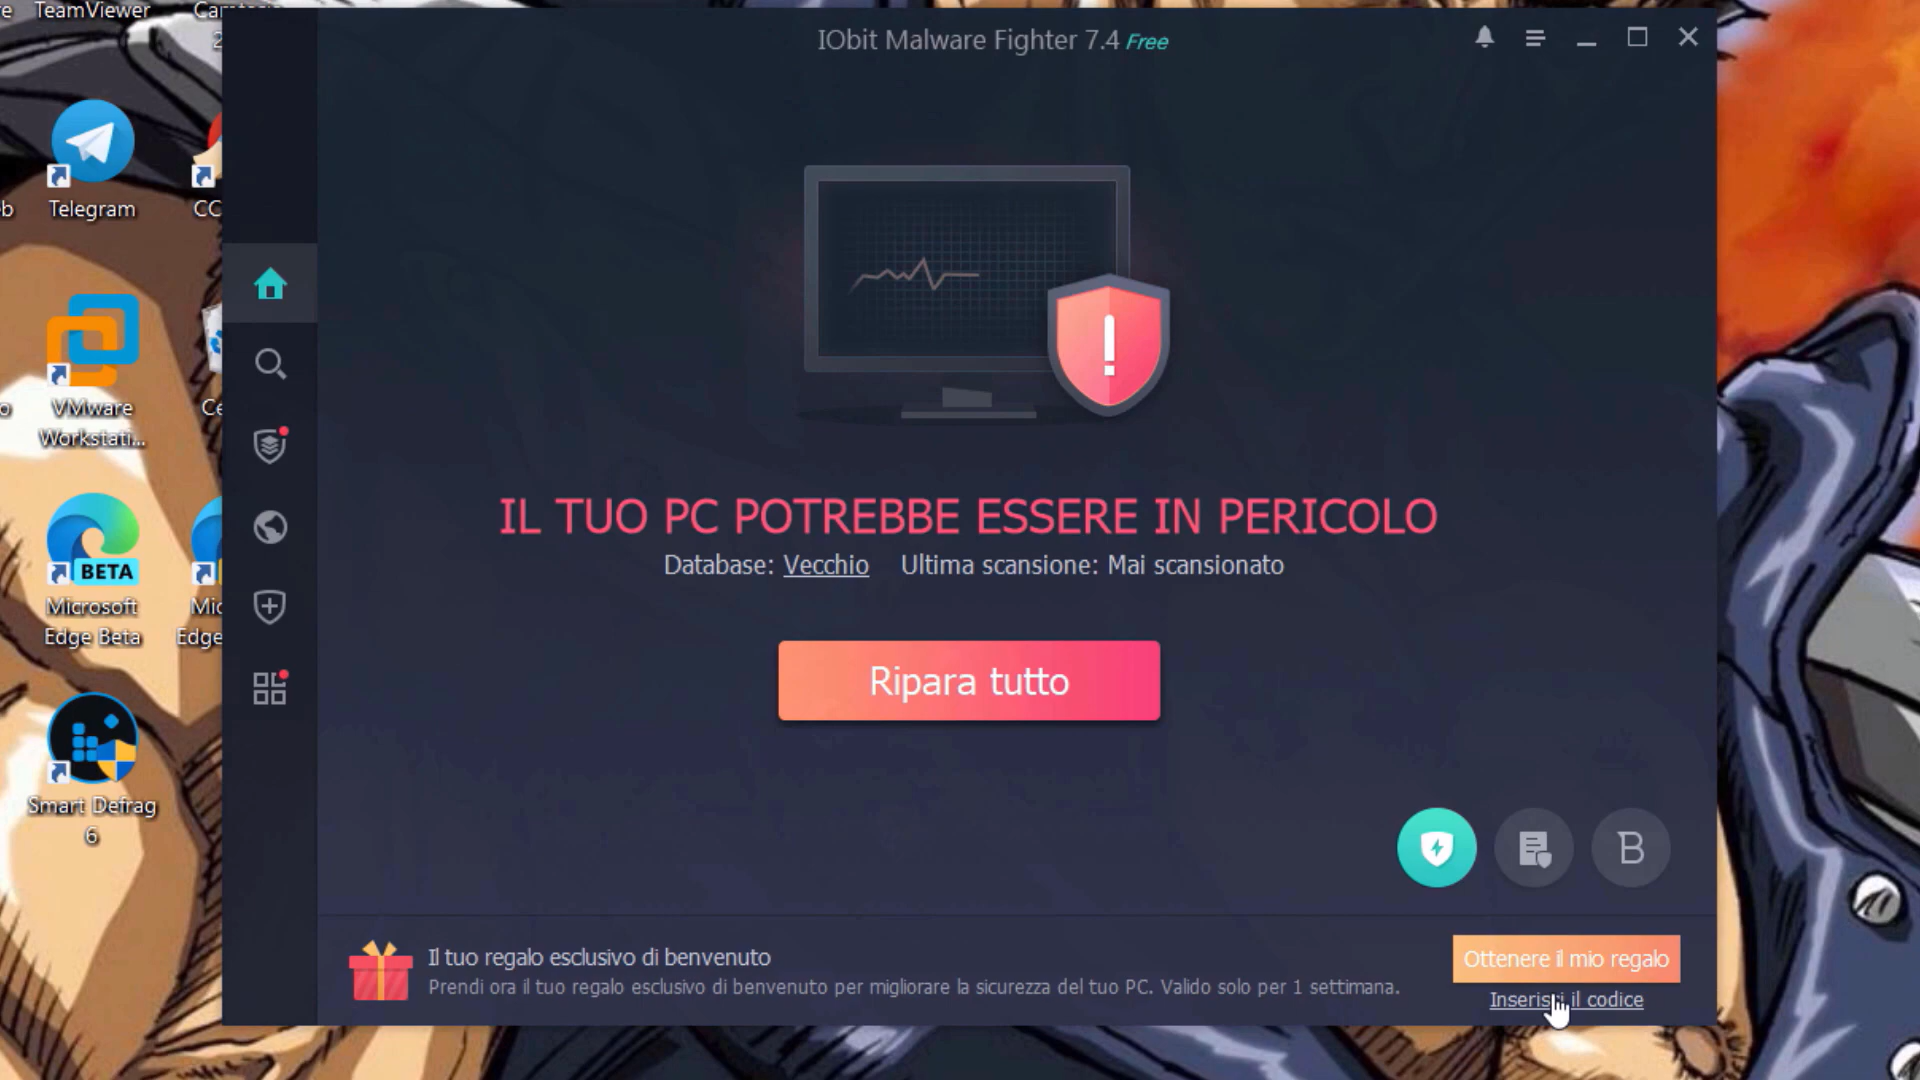 TeamViewer
IObit Malware Fighter 7.4 Free
Telegram
CC
VMware
Workstati...
Ce
BETA
Microsoft
Edge Beta
Mic
Edge
Smart Defrag
6
IL TUO PC POTREBBE ESSERE IN PERICOLO
Database: Vecchio Ultima scansione: Mai scansionato
Ripara tutto
B
Il tuo regalo esclusivo di benvenuto
Prendi ora il tuo regalo esclusivo di benvenuto per migliorare la sicurezza del tuo PC. Valido solo per 1 settimana.
Ottenere il mio regalo
Inserisci il codice